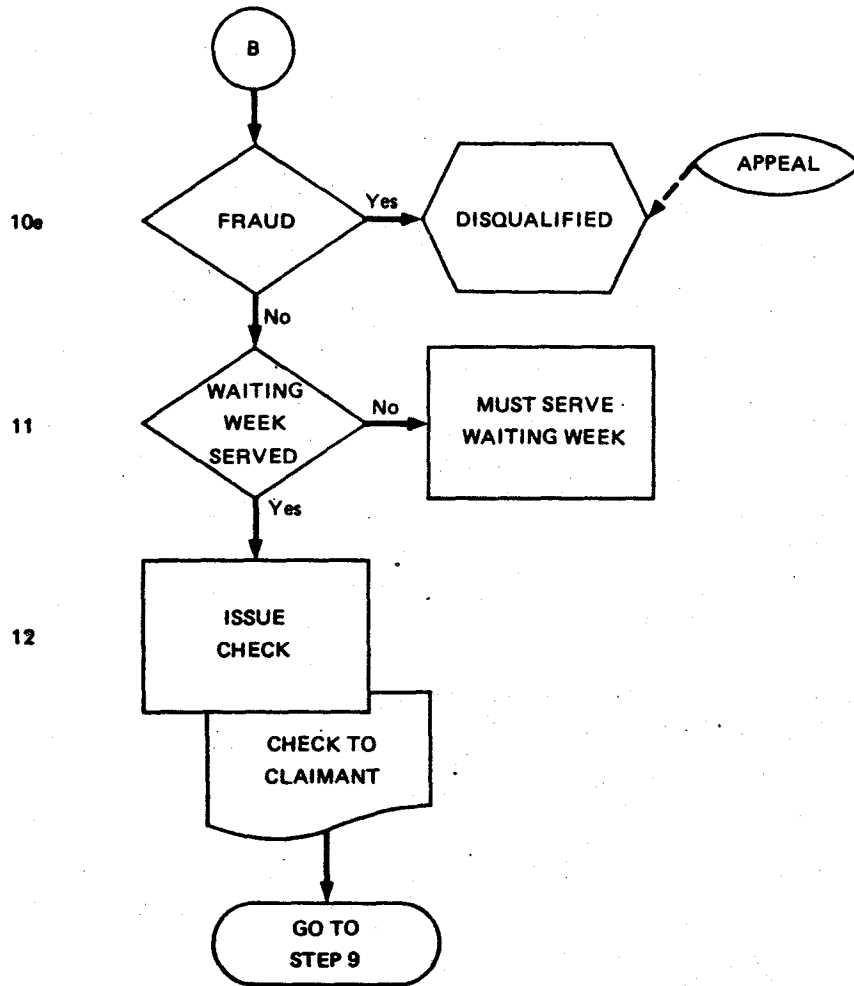 B
10e
FRAUD
Yes
DISQUALIFIED
APPEAL
No
11
WAITING
WEEK
SERVED
No
MUST SERVE
WAITING WEEK
Yes
12
ISSUE
CHECK
CHECK TO
CLAIMANT
GO TO
STEP 9